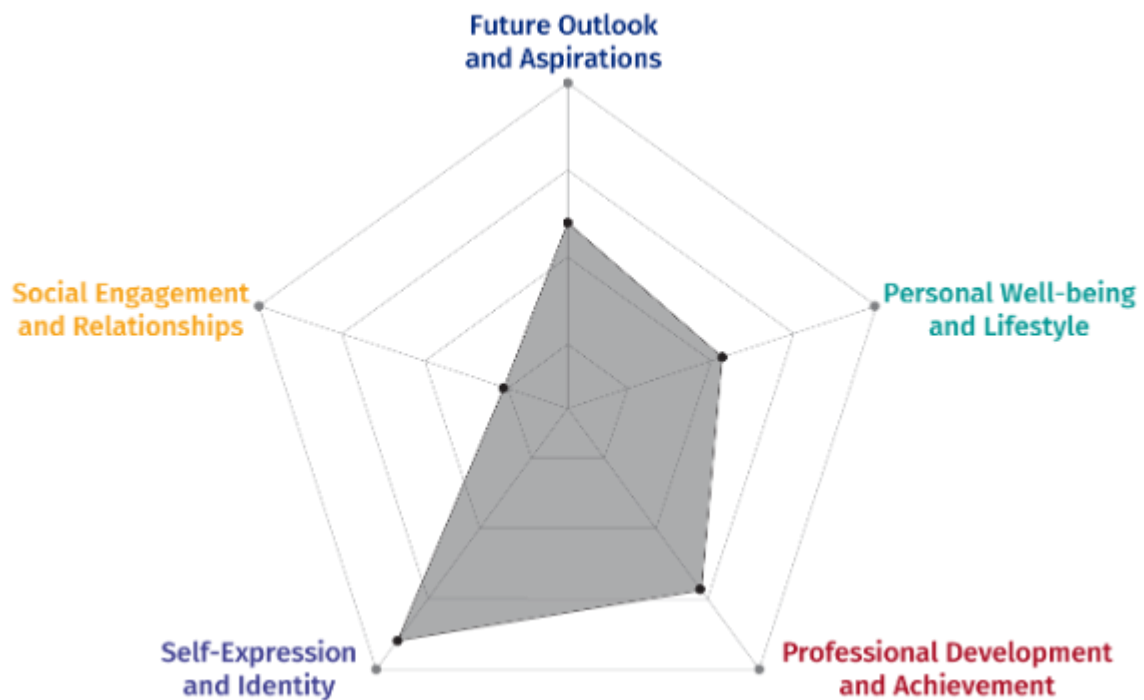 Future Outlook
and Aspirations
Social Engagement
and Relationships
Personal Well-being
and Lifestyle
Self-Expression
and Identity
Professional Development
and Achievement